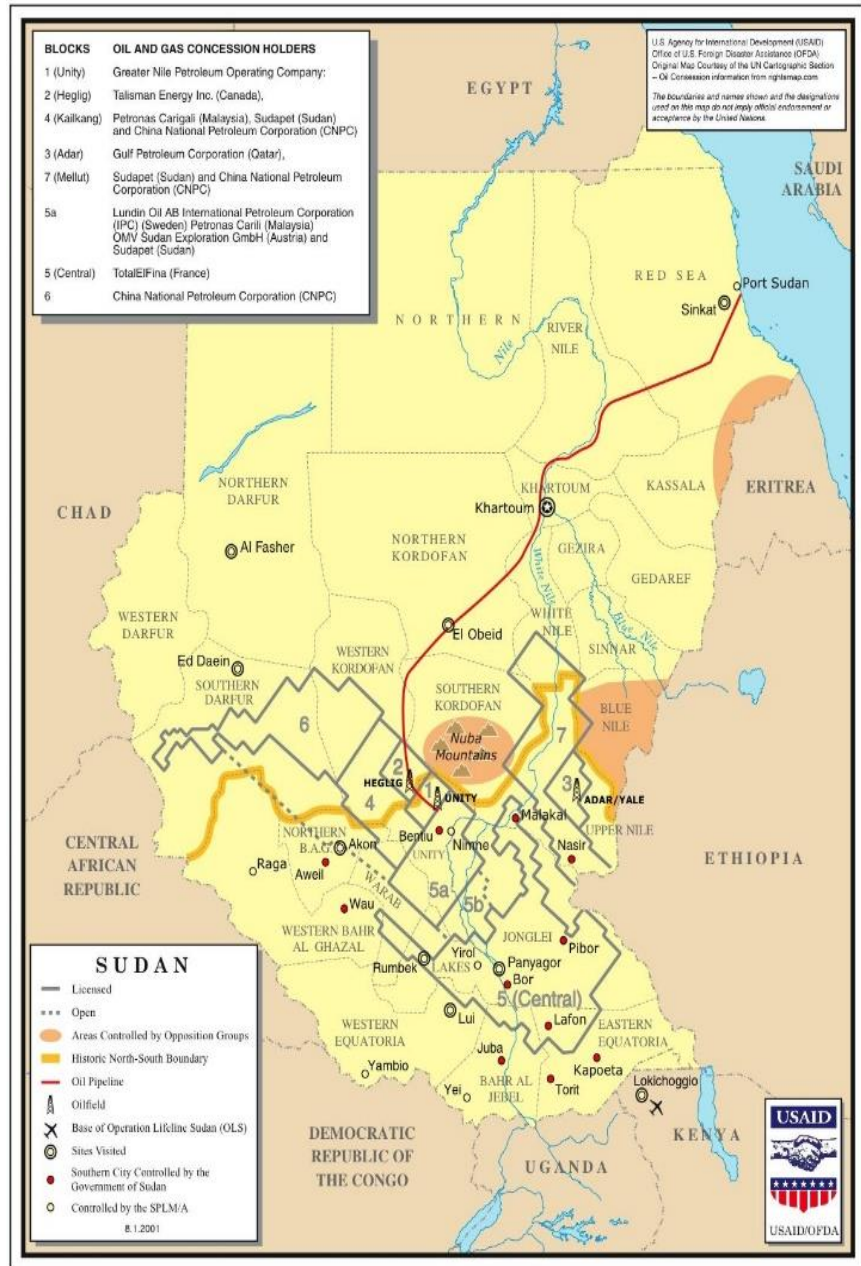 BLOCKS OIL AND GAS CONCESSION HOLDERS
1 (Unity) Greater Nile Petroleum Operating Company:
2 (Heglig) Talisman Energy Inc. (Canada),
4 (Kailkang) Petronas Carigali (Malaysia), Sudapet (Sudan)
and China National Petroleum Corporation (CNPC)
3 (Adar) Gulf Petroleum Corporation (Qatar),
7 (Mellut) Sudapet (Sudan) and China National Petroleum
Corporation (CNPC)
5a Lundin Oil AB International Petroleum Corporation
(IPC) (Sweden) Petronas Carili (Malaysia)
OMV Sudan Exploration GmbH (Austria) and
Sudapet (Sudan)
5 (Central) TotalElFina (France)
6 China National Petroleum Corporation (CNPC)
U.S. Agency for International Development (USAID)
Office of U.S. Foreign Disaster Assistance (OFDA)
Original Map Courtesy of the UN Cartographic Section
-- Oil Consession information from rightsmap.com
The boundaries and names shown and the designations
used on this map do not imply official endorsement or
acceptance by the United Nations.
EGYPT
SAUDI
ARABIA
RED SEA
Port Sudan
Sinkat
NORTHERN
Nile
RIVER
NILE
NORTHERN
DARFUR
CHAD
KHARTOUM
Khartoum
KASSALA
ERITREA
NORTHERN
KORDOFAN
Al Fasher
GEZIRA
GEDAREF
White Nile
Blue Nile
WESTERN
DARFUR
WHITE
NILE
El Obeid
SINNAR
Ed Daein
WESTERN
KORDOFAN
SOUTHERN
DARFUR
SOUTHERN
KORDOFAN
BLUE
NILE
6
7
Nuba
Mountains
2
HEGLIG
1
UNITY
3
ADAR/YALE
4
Malakal
UPPER NILE
NORTHERN
B.A.G.
Akon
Bentiu
Nimne
UNITY
Nasir
CENTRAL
AFRICAN
REPUBLIC
Raga
Aweil
WARAB
ETHIOPIA
5a
5b
Wau
WESTERN BAHR
AL GHAZAL
JONGLEI
Pibor
Rumbek
LAKES
Yirol
Panyagor
Bor
5 (Central)
Lui
Lafon
WESTERN
EQUATORIA
EASTERN
EQUATORIA
Juba
Kapoeta
Yambio
Yei
BAHR AL
JEBEL
Torit
Lokichoggio
DEMOCRATIC
REPUBLIC OF
THE CONGO
UGANDA
KENYA
SUDAN
Licensed
Open
Areas Controlled by Opposition Groups
Historic North-South Boundary
Oil Pipeline
Oilfield
Base of Operation Lifeline Sudan (OLS)
Sites Visited
Southern City Controlled by the
Government of Sudan
Controlled by the SPLM/A
8.1.2001
USAID
USAID/OFDA